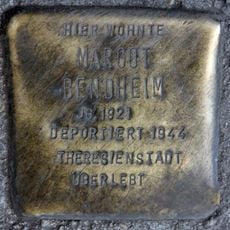 HIER WOHNTE
MARGOT
BENDHEIM
JG. 1921
DEPORTIERT 1944
THERESIENSTADT
ÜBERLEBT